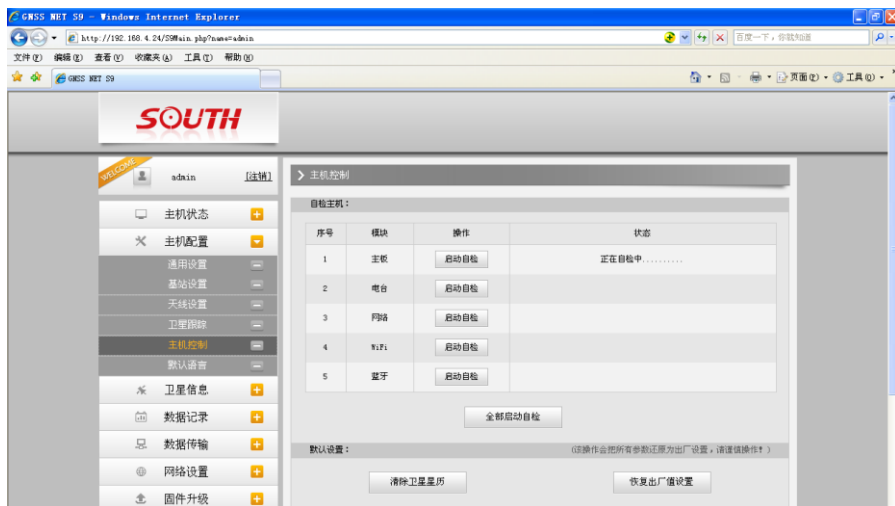 GNSS NET S9 - Windows Internet Explorer
http://192.168.4.24/S9Main.php?name=admin
百度一下，你就知道
文件(F) 编辑(E) 查看(V) 收藏夹(A) 工具(T) 帮助(H)
GNSS NET S9
页面(P) 工具(O)
SOUTH
WELCOME
admin [注销]
主机状态
主机配置
通用设置
基站设置
天线设置
卫星跟踪
主机控制
默认语言
卫星信息
数据记录
数据传输
网络设置
固件升级
主机控制
自检主机：
序号 模块 操作 状态
1 主板 启动自检 正在自检中..........
2 电台 启动自检
3 网络 启动自检
4 WiFi 启动自检
5 蓝牙 启动自检
全部启动自检
默认设置： (该操作会把所有参数还原为出厂设置，请谨慎操作！)
清除卫星星历 恢复出厂值设置